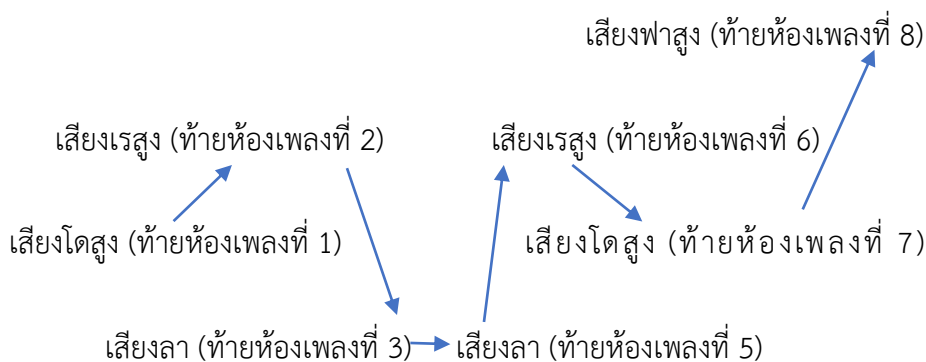 เสียงฟาสูง (ท้ายห้องเพลงที่ 8)
เสียงเรสูง (ท้ายห้องเพลงที่ 2) เสียงเรสูง (ท้ายห้องเพลงที่ 6)
เสียงโดสูง (ท้ายห้องเพลงที่ 1) เสียงโดสูง (ท้ายห้องเพลงที่ 7)
เสียงลา (ท้ายห้องเพลงที่ 3) เสียงลา (ท้ายห้องเพลงที่ 5)